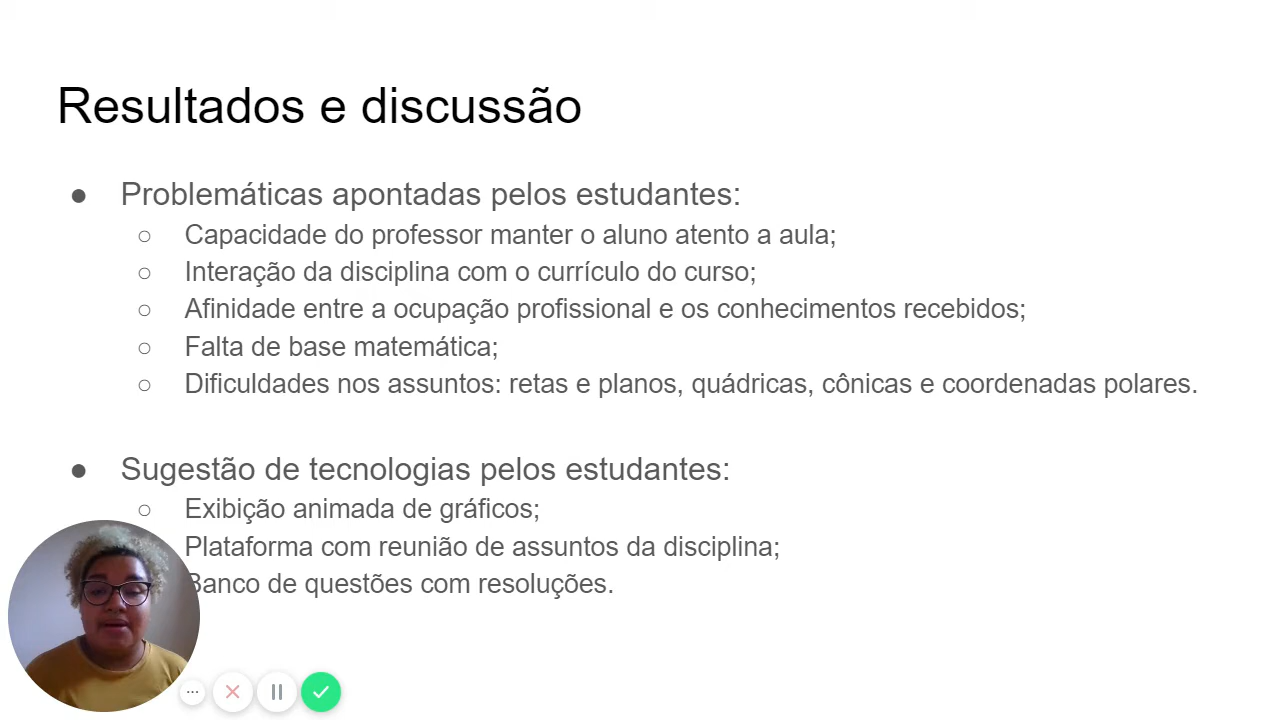 Resultados e discussão
● Problemáticas apontadas pelos estudantes:
○ Capacidade do professor manter o aluno atento a aula;
○ Interação da disciplina com o currículo do curso;
○ Afinidade entre a ocupação profissional e os conhecimentos recebidos;
○ Falta de base matemática;
○ Dificuldades nos assuntos: retas e planos, quádricas, cônicas e coordenadas polares.
● Sugestão de tecnologias pelos estudantes:
○ Exibição animada de gráficos;
Plataforma com reunião de assuntos da disciplina;
Banco de questões com resoluções.